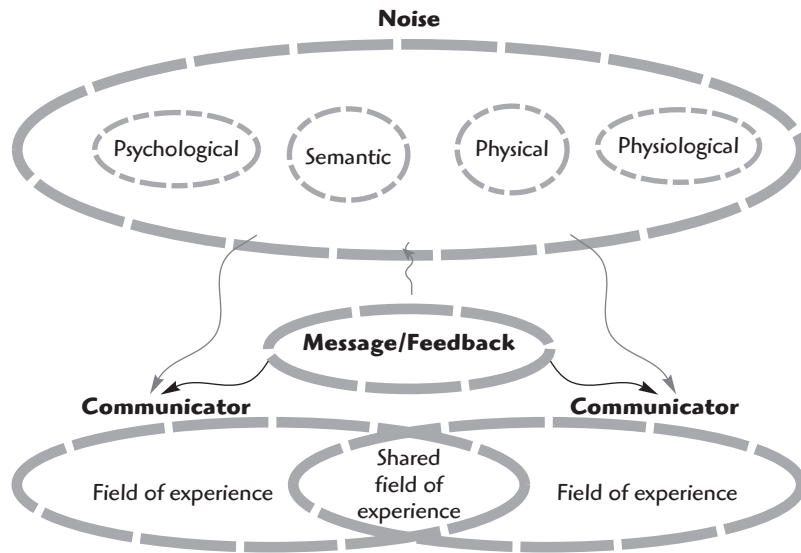 Noise
Psychological
Semantic
Physical
Physiological
Message/Feedback
Communicator
Communicator
Field of experience
Shared
field of
experience
Field of experience